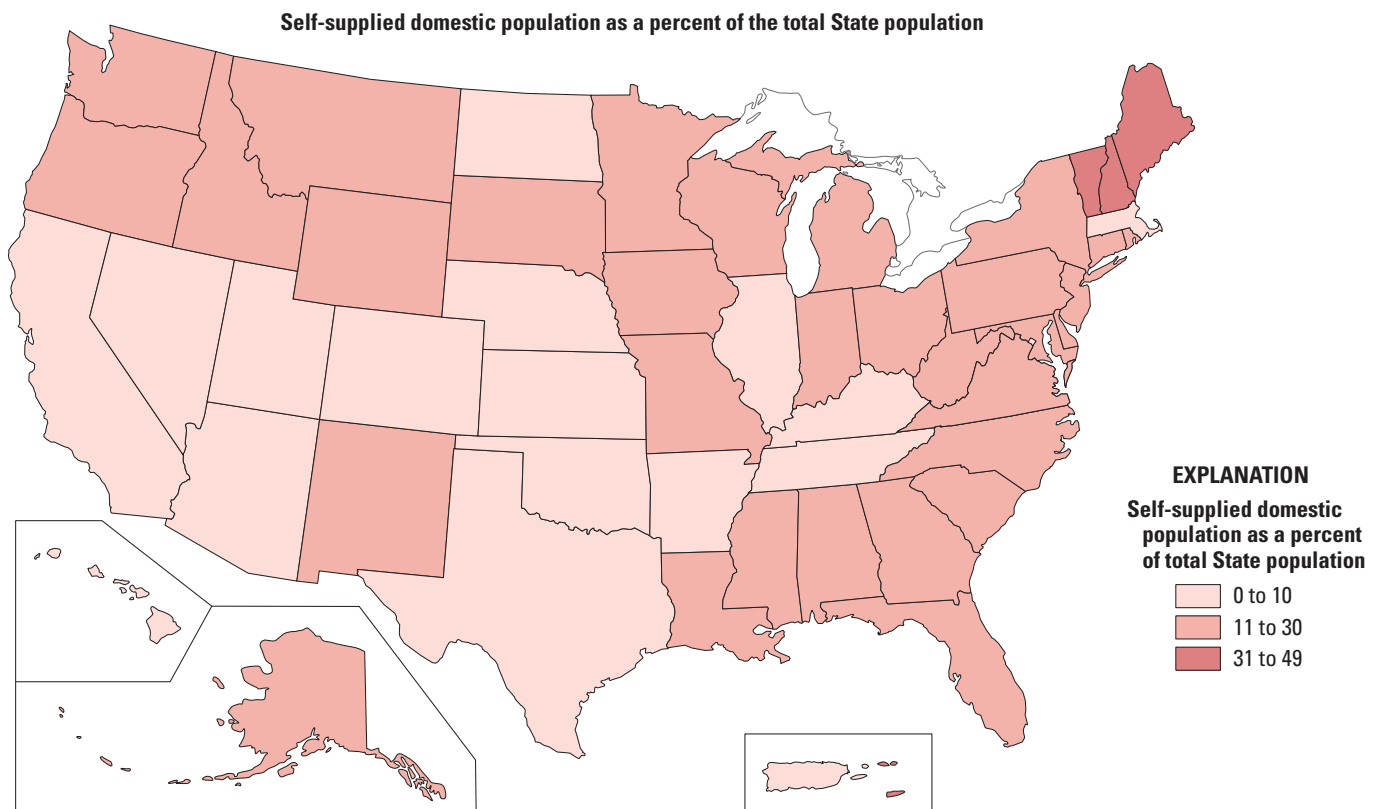 Self-supplied domestic population as a percent of the total State population
EXPLANATION
Self-supplied domestic
population as a percent
of total State population
0 to 10
11 to 30
31 to 49